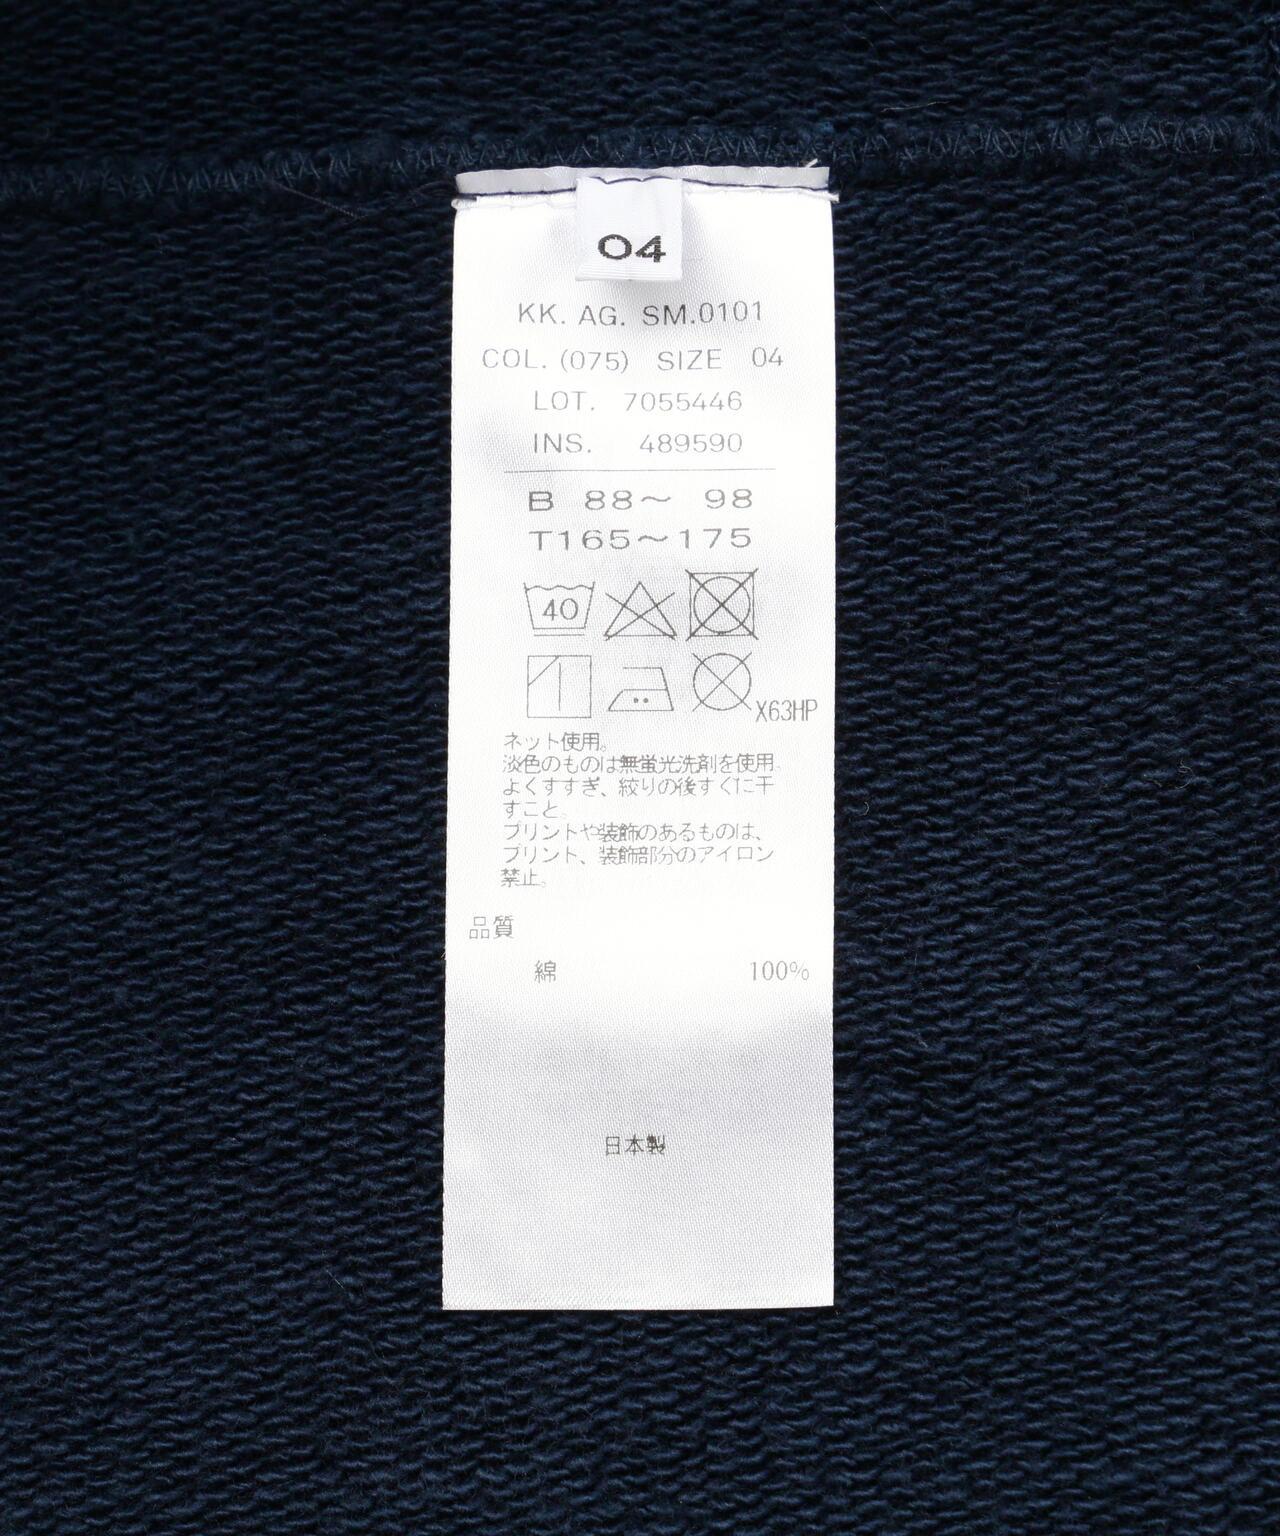 04
KK. AG. SM.0101
COL. (075) SIZE 04
LOT. 7055446
INS. 489590
B 88〜 98
T165〜175
40
X63HP
ネット使用。
淡色のものは無蛍光洗剤を使用。
よくすすぎ、絞りの後すぐに干
すこと。
プリントや装飾のあるものは、
プリント、装飾部分のアイロン
禁止。
品質
綿 100%
日本製